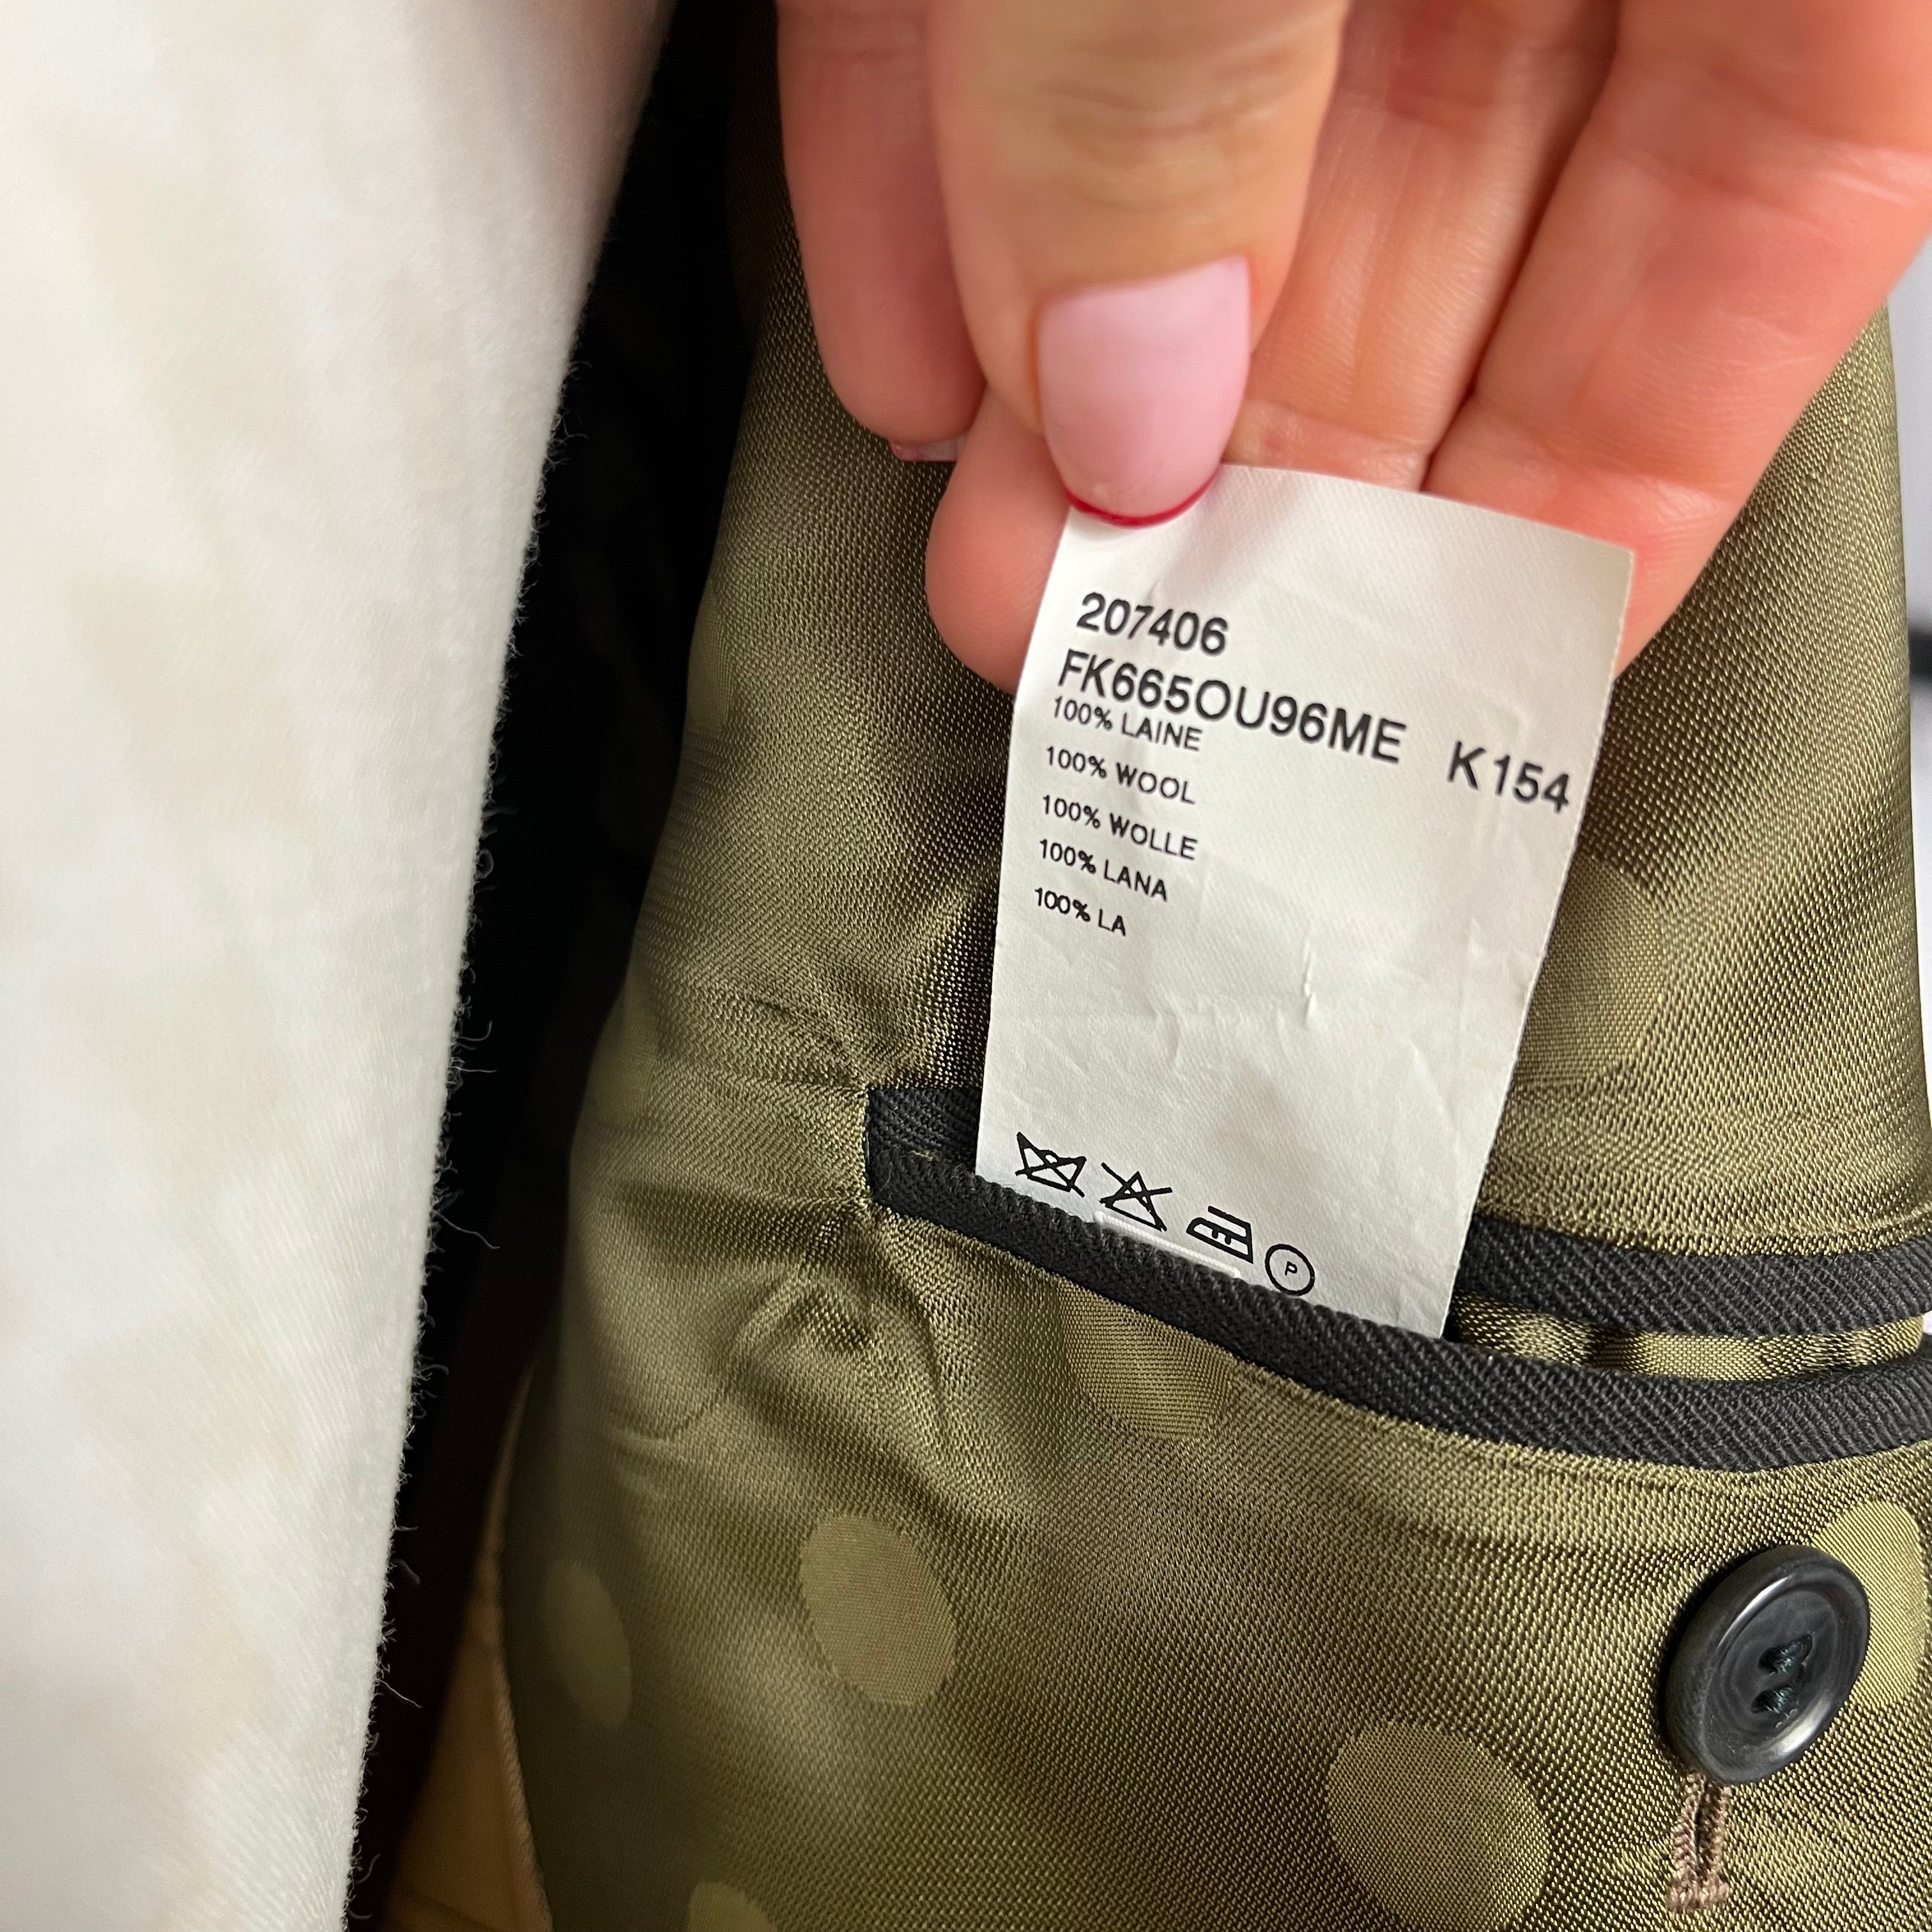 207406
FK665OU96ME K154
100% LAINE
100% WOOL
100% WOLLE
100% LANA
100% LA
P